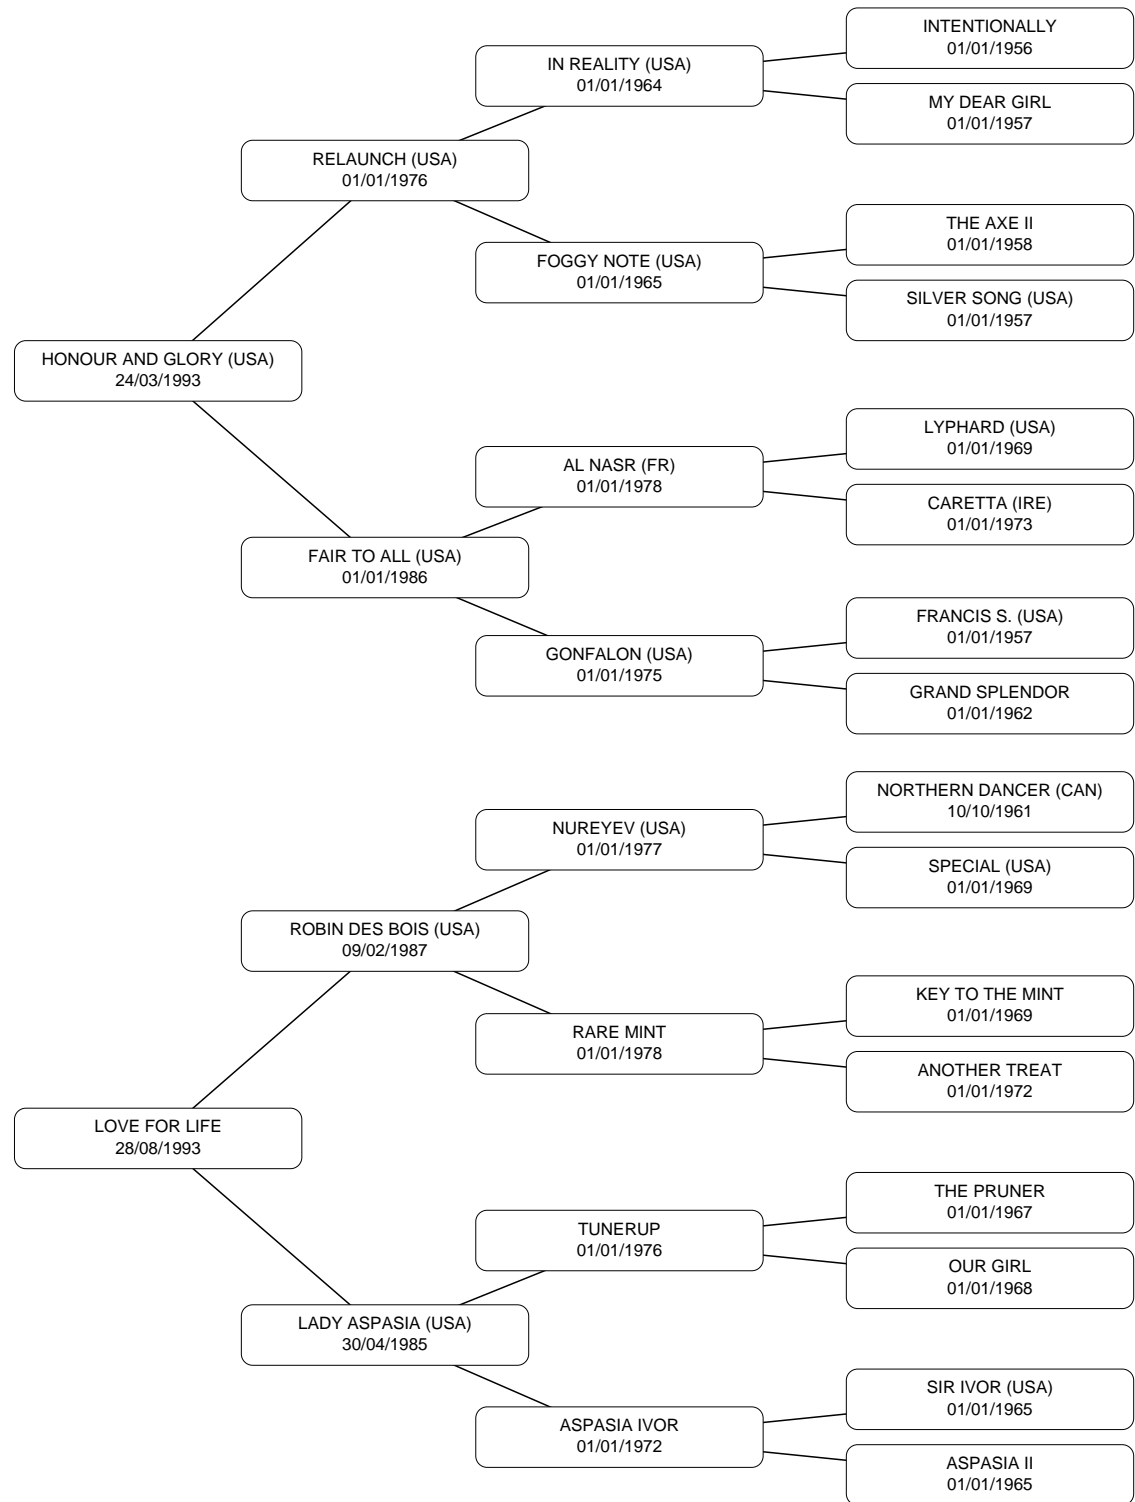 INTENTIONALLY
01/01/1956
IN REALITY (USA)
01/01/1964
MY DEAR GIRL
01/01/1957
RELAUNCH (USA)
01/01/1976
THE AXE II
01/01/1958
FOGGY NOTE (USA)
01/01/1965
SILVER SONG (USA)
01/01/1957
HONOUR AND GLORY (USA)
24/03/1993
LYPHARD (USA)
01/01/1969
AL NASR (FR)
01/01/1978
CARETTA (IRE)
01/01/1973
FAIR TO ALL (USA)
01/01/1986
FRANCIS S. (USA)
01/01/1957
GONFALON (USA)
01/01/1975
GRAND SPLENDOR
01/01/1962
NORTHERN DANCER (CAN)
10/10/1961
NUREYEV (USA)
01/01/1977
SPECIAL (USA)
01/01/1969
ROBIN DES BOIS (USA)
09/02/1987
KEY TO THE MINT
01/01/1969
RARE MINT
01/01/1978
ANOTHER TREAT
01/01/1972
LOVE FOR LIFE
28/08/1993
THE PRUNER
01/01/1967
TUNERUP
01/01/1976
OUR GIRL
01/01/1968
LADY ASPASIA (USA)
30/04/1985
SIR IVOR (USA)
01/01/1965
ASPASIA IVOR
01/01/1972
ASPASIA II
01/01/1965